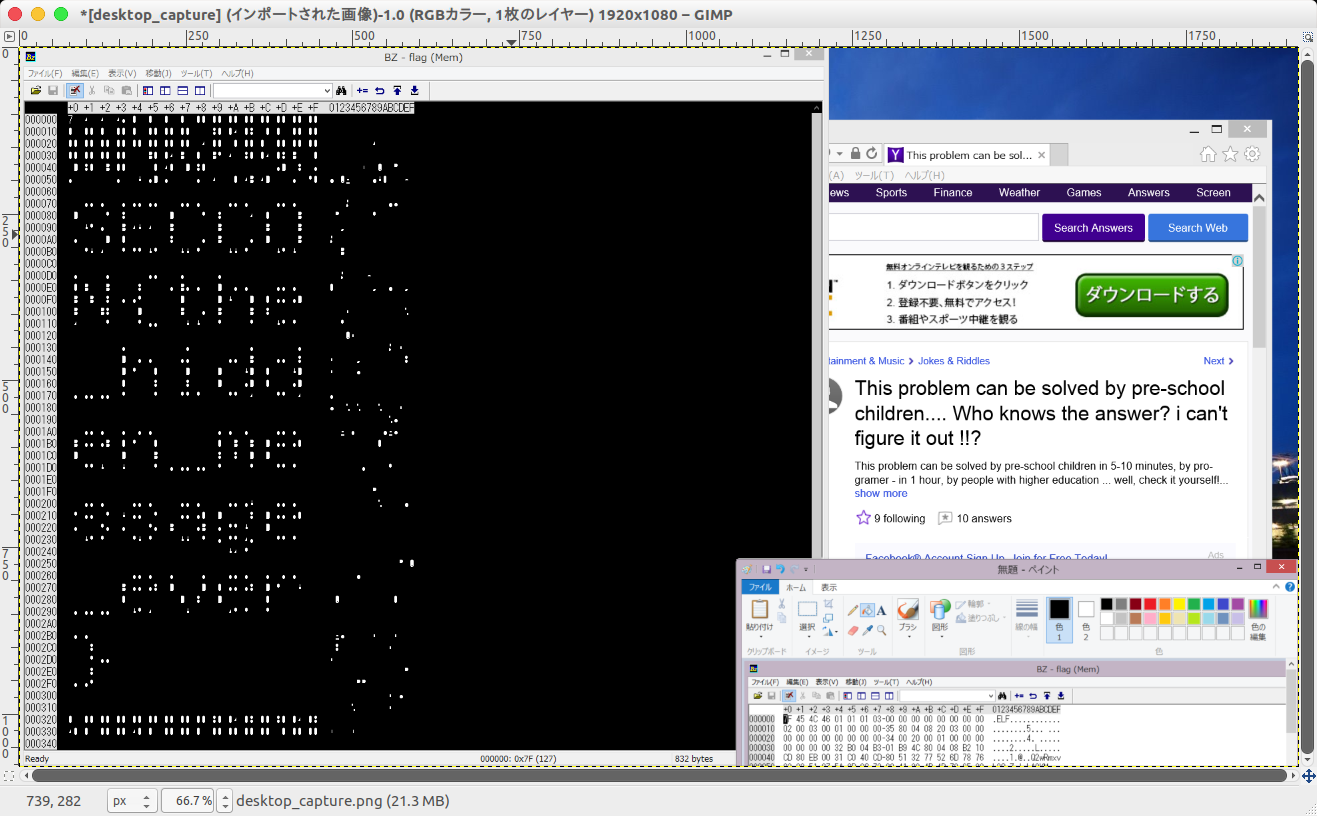 *[desktop_capture] (インポートされた画像)-1.0 (RGBカラー, 1枚のレイヤー) 1920x1080 – GIMP
0 250 500 750 1000 1250 1500 1750
BZ - flag (Mem)
ファイル(F) 編集(E) 表示(V) 移動(J) ツール(T) ヘルプ(H)
+0 +1 +2 +3 +4 +5 +6 +7 +8 +9 +A +B +C +D +E +F 0123456789ABCDEF
000000 7
000010
000020
000030
000040
000050
000060
000070
000080
000090
0000A0
0000B0
0000C0
0000D0
0000E0
0000F0
000100
000110
000120
000130
000140
000150
000160
000170
000180
000190
0001A0
0001B0
0001C0
0001D0
0001E0
0001F0
000200
000210
000220
000230
000240
000250
000260
000270
000280
000290
0002A0
0002B0
0002C0
0002D0
0002E0
0002F0
000300
000310
000320
000330
000340
Ready 000000: 0x7F (127) 832 bytes
This problem can be sol...
(A) ツール(T) ヘルプ(H)
ews Sports Finance Weather Games Answers Screen
Search Answers Search Web
無料オンラインテレビを観るための3ステップ
1. ダウンロードボタンをクリック
2. 登録不要、無料でアクセス!
3. 番組やスポーツ中継を観る
ダウンロードする
tainment & Music > Jokes & Riddles Next >
This problem can be solved by pre-school
children.... Who knows the answer? i can't
figure it out !!?
This problem can be solved by pre-school children in 5-10 minutes, by pro-
gramer - in 1 hour, by people with higher education ... well, check it yourself!...
show more
9 following 10 answers
Facebook® Account Sign Up. Join for Free Today!
Ads
無題 - ペイント
ファイル ホーム 表示
貼り付け 選択 ブラシ 図形 輪郭 塗りつぶし 線の幅 色 1 色 2 色の編集
クリップボード イメージ ツール 図形 色
BZ - flag (Mem)
ファイル(F) 編集(E) 表示(V) 移動(J) ツール(T) ヘルプ(H)
+0 +1 +2 +3 +4 +5 +6 +7 +8 +9 +A +B +C +D +E +F 0123456789ABCDEF
000000 7F 45 4C 46 01 01 01 03-00 00 00 00 00 00 00 00 .ELF............
000010 02 00 03 00 01 00 00 00-35 80 04 08 20 03 00 00
000020 00 00 00 00 00 00 00 00-34 00 20 00 01 00 00 00
000030 00 00 00 00 32 B0 04 B3-01 B9 4C 80 04 08 B2 10
000040 CD 80 EB 00 31 CD 40 CD-80 51 32 77 52 6D 78 76
739, 282 px 66.7 % desktop_capture.png (21.3 MB)